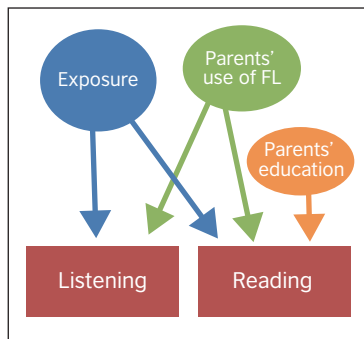 Exposure
Parents’
use of FL
Parents’
education
Listening
Reading